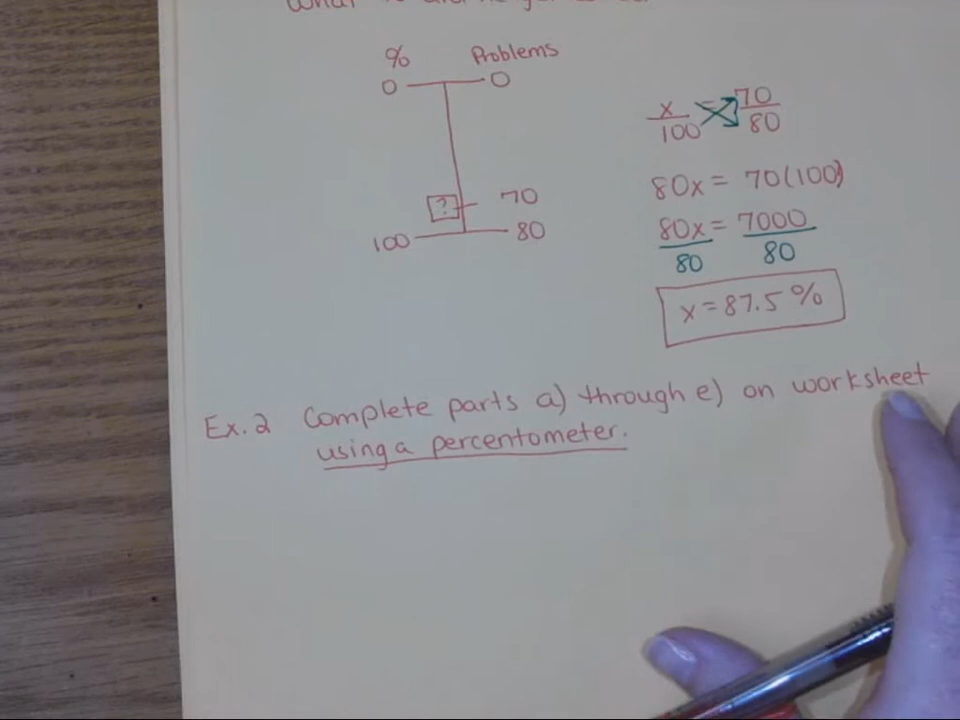 What
% Problems
0 0
? 70
100 80
x/100 = 70/80
80x = 70(100)
80x/80 = 7000/80
x = 87.5%
Ex. 2 Complete parts a) through e) on worksheet
using a percentometer.